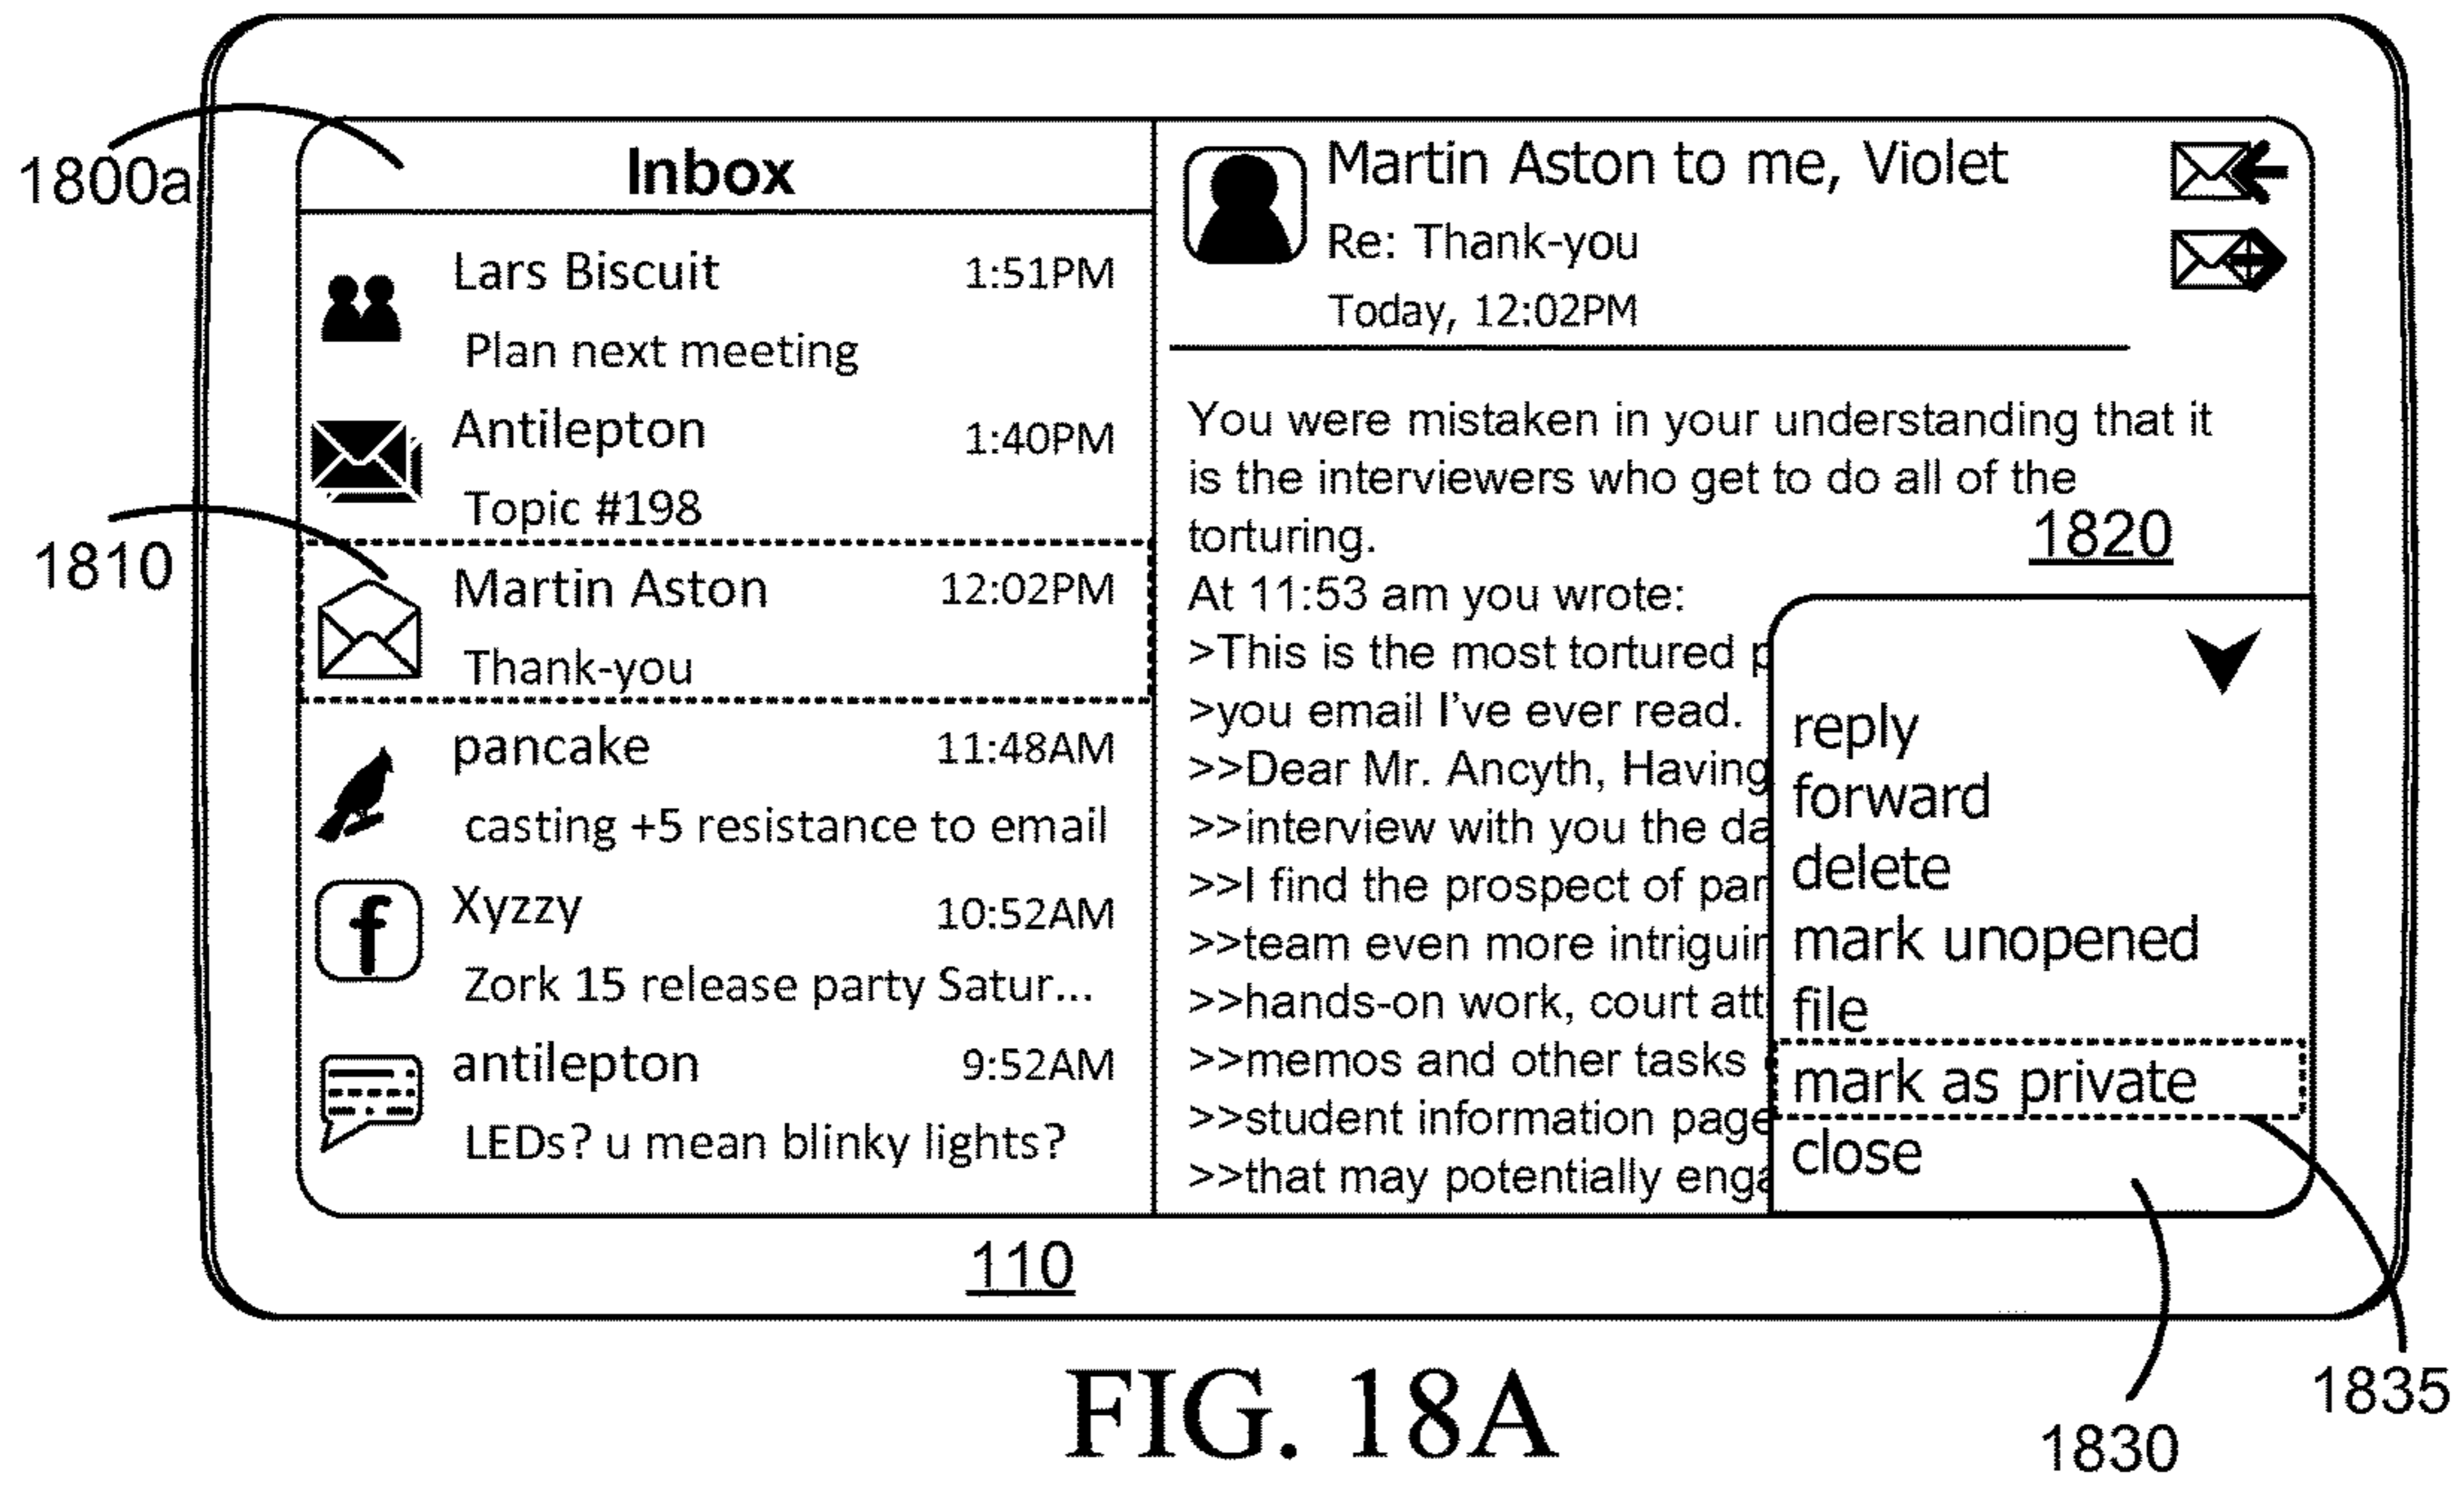 1800a
Inbox
Lars Biscuit 1:51PM
Plan next meeting
Antilepton 1:40PM
Topic #198
1810
Martin Aston 12:02PM
Thank-you
pancake 11:48AM
casting +5 resistance to email
f
Xyzzy 10:52AM
Zork 15 release party Satur...
antilepton 9:52AM
LEDs? u mean blinky lights?
Martin Aston to me, Violet
Re: Thank-you
Today, 12:02PM
You were mistaken in your understanding that it
is the interviewers who get to do all of the
torturing.
1820
At 11:53 am you wrote:
>This is the most tortured p
>you email I've ever read.
>>Dear Mr. Ancyth, Having
>>interview with you the da
>>I find the prospect of par
>>team even more intriguin
>>hands-on work, court att
>>memos and other tasks
>>student information page
>>that may potentially enga
reply
forward
delete
mark unopened
file
mark as private
close
110
1835
1830
FIG. 18A